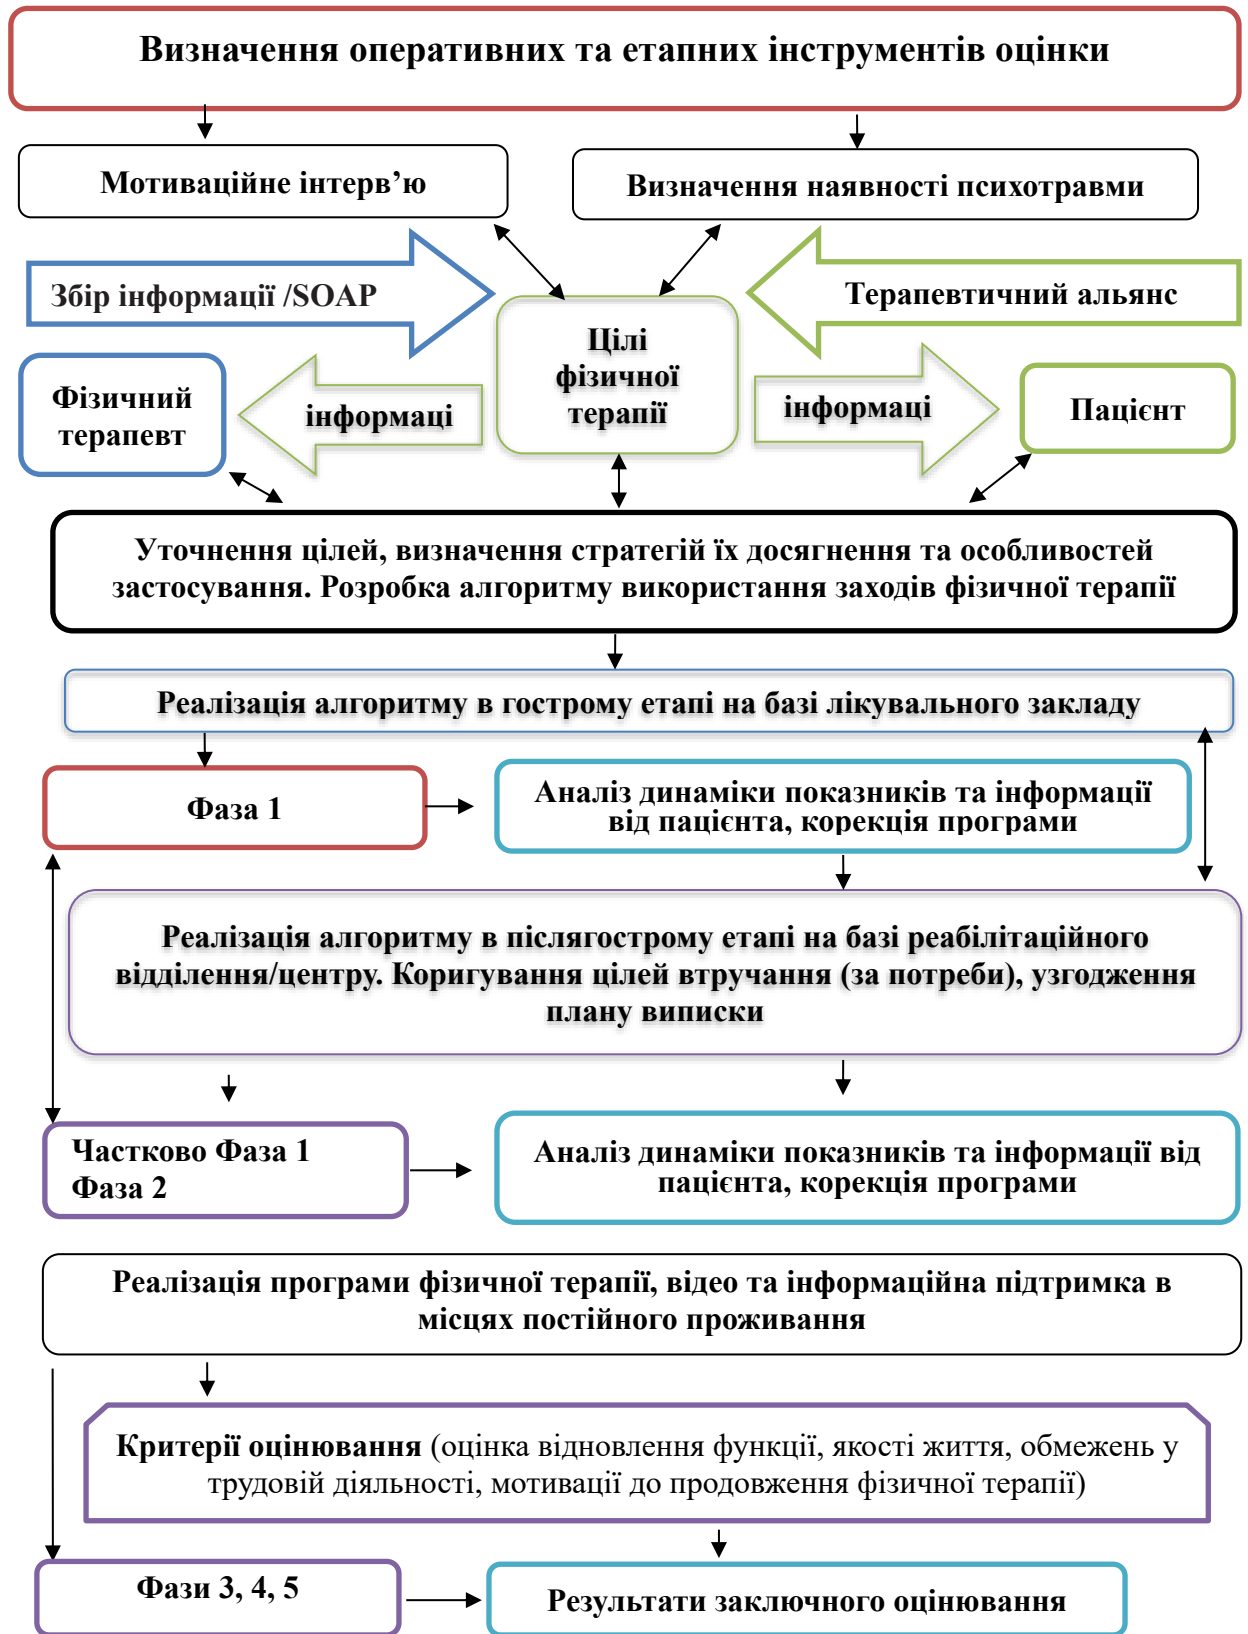 Визначення оперативних та етапних інструментів оцінки
Мотиваційне інтерв’ю
Визначення наявності психотравми
Збір інформації /SOAP
Терапевтичний альянс
Цілі
фізичної
терапії
Фізичний
терапевт
інформаці
інформаці
Пацієнт
Уточнення цілей, визначення стратегій їх досягнення та особливостей
застосування. Розробка алгоритму використання заходів фізичної терапії
Реалізація алгоритму в гострому етапі на базі лікувального закладу
Фаза 1
Аналіз динаміки показників та інформації
від пацієнта, корекція програми
Реалізація алгоритму в післягострому етапі на базі реабілітаційного
відділення/центру. Коригування цілей втручання (за потреби), узгодження
плану виписки
Частково Фаза 1
Фаза 2
Аналіз динаміки показників та інформації від
пацієнта, корекція програми
Реалізація програми фізичної терапії, відео та інформаційна підтримка в
місцях постійного проживання
Критерії оцінювання (оцінка відновлення функції, якості життя, обмежень у
трудовій діяльності, мотивації до продовження фізичної терапії)
Фази 3, 4, 5
Результати заключного оцінювання